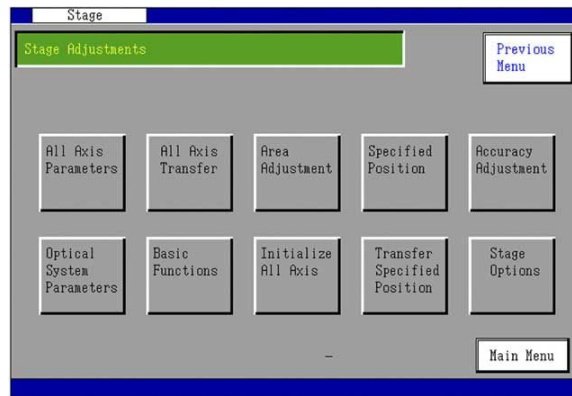 Stage
Stage Adjustments
Previous
Menu
All Axis
Parameters
All Axis
Transfer
Area
Adjustment
Specified
Position
Accuracy
Adjustment
Optical
System
Parameters
Basic
Functions
Initialize
All Axis
Transfer
Specified
Position
Stage
Options
Main Menu